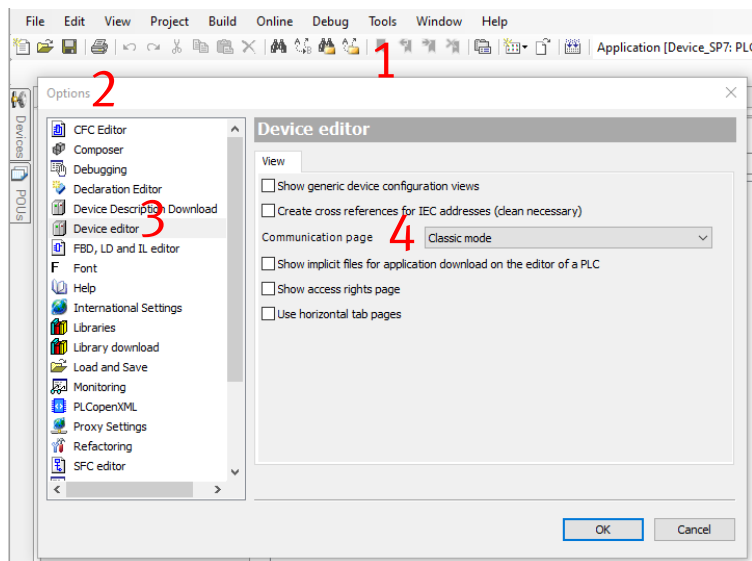 File Edit View Project Build Online Debug Tools Window Help
Application [Device_SP7: PLC
1
Options 2
Devices
POUs
CFC Editor
Composer
Debugging
Declaration Editor
Device Description Download
Device editor 3
FBD, LD and IL editor
Font
Help
International Settings
Libraries
Library download
Load and Save
Monitoring
PLCopenXML
Proxy Settings
Refactoring
SFC editor
Device editor
View
Show generic device configuration views
Create cross references for IEC addresses (clean necessary)
Communication page 4 Classic mode
Show implicit files for application download on the editor of a PLC
Show access rights page
Use horizontal tab pages
OK Cancel